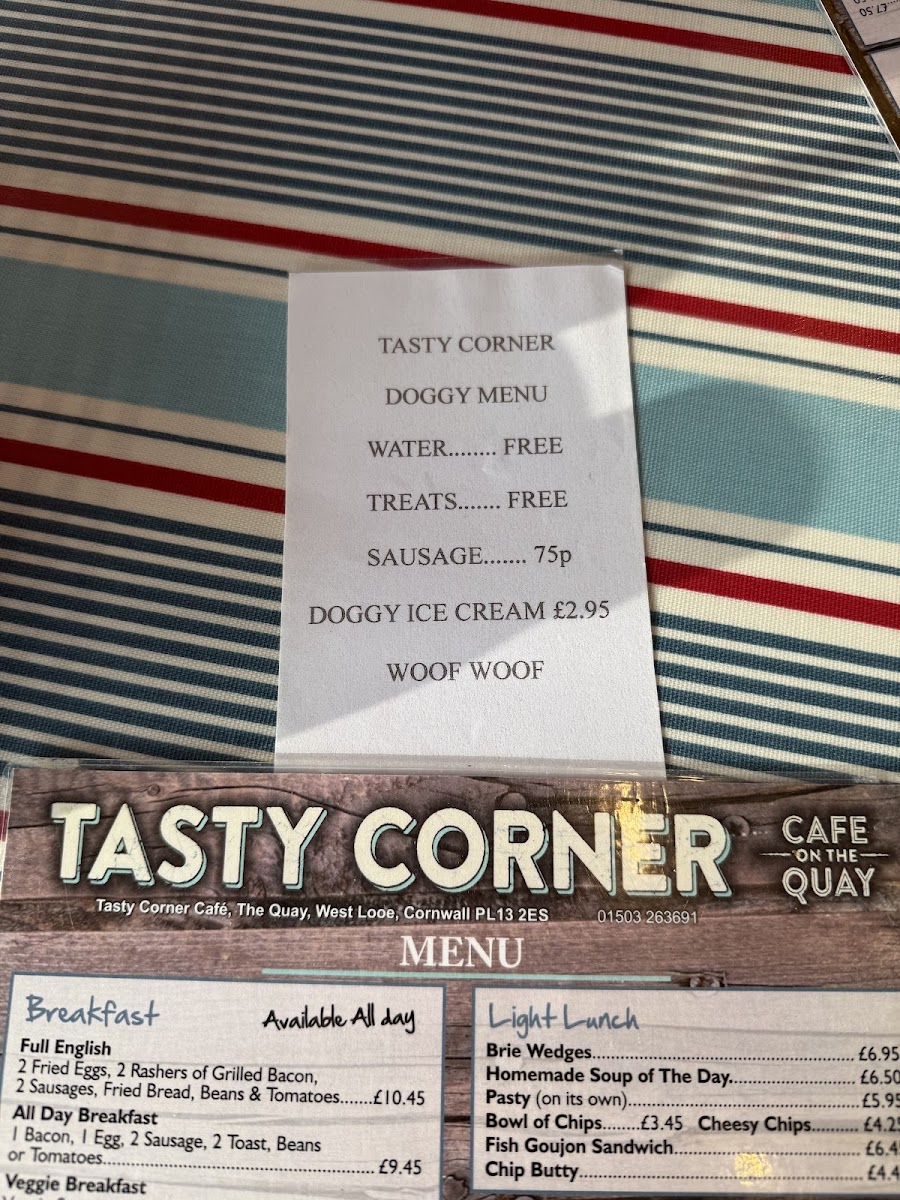 TASTY CORNER
DOGGY MENU
WATER........ FREE
TREATS....... FREE
SAUSAGE....... 75p
DOGGY ICE CREAM £2.95
WOOF WOOF
TASTY CORNER
CAFE
ON THE
QUAY
Tasty Corner Café, The Quay, West Looe, Cornwall PL13 2ES 01503 263691
MENU
Breakfast Available All day
Full English
2 Fried Eggs, 2 Rashers of Grilled Bacon,
2 Sausages, Fried Bread, Beans & Tomatoes.......£10.45
All Day Breakfast
1 Bacon, 1 Egg, 2 Sausage, 2 Toast, Beans
or Tomatoes.................................................... £9.45
Veggie Breakfast
Light Lunch
Brie Wedges.................................................. £6.95
Homemade Soup of The Day........................ £6.50
Pasty (on its own)............................................£5.95
Bowl of Chips.......£3.45 Cheesy Chips......... £4.25
Fish Goujon Sandwich................................... £6.4
Chip Butty....................................................... £4.4
£7.50